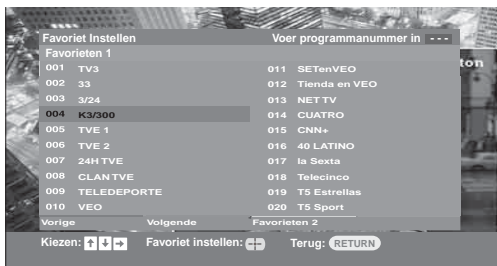 Favoriet Instellen Voer programmanummer in - - -
Favorieten 1
ton
001 TV3
002 33
003 3/24
004 K3/300
005 TVE 1
006 TVE 2
007 24H TVE
008 CLAN TVE
009 TELEDEPORTE
010 VEO
011 SETenVEO
012 Tienda en VEO
013 NET TV
014 CUATRO
015 CNN+
016 40 LATINO
017 la Sexta
018 Telecinco
019 T5 Estrellas
020 T5 Sport
Vorige Volgende Favorieten 2
Kiezen: Favoriet instellen: Terug: RETURN